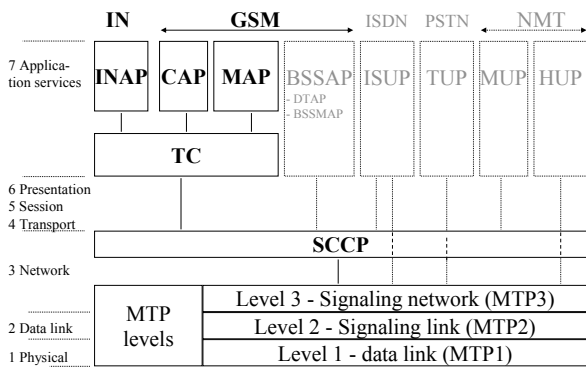 IN GSM ISDN PSTN NMT
7 Applica-
tion services
INAP CAP MAP BSSAP ISUP TUP MUP HUP
- DTAP
- BSSMAP
TC
6 Presentation
5 Session
4 Transport
SCCP
3 Network
MTP
levels
Level 3 - Signaling network (MTP3)
2 Data link
Level 2 - Signaling link (MTP2)
1 Physical
Level 1 - data link (MTP1)